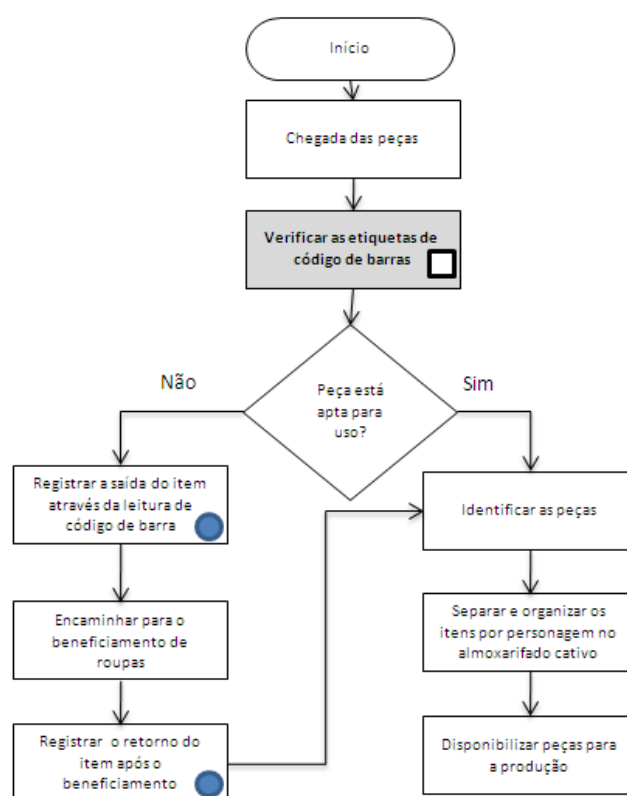 Início
Chegada das peças
Verificar as etiquetas de
código de barras
Peça está
apta para
uso?
Não
Sim
Registrar a saída do item
através da leitura de
código de barra
Identificar as peças
Encaminhar para o
beneficiamento de
roupas
Separar e organizar os
itens por personagem no
almoxarifado cativo
Registrar o retorno do
item após o
beneficiamento
Disponibilizar peças para
a produção